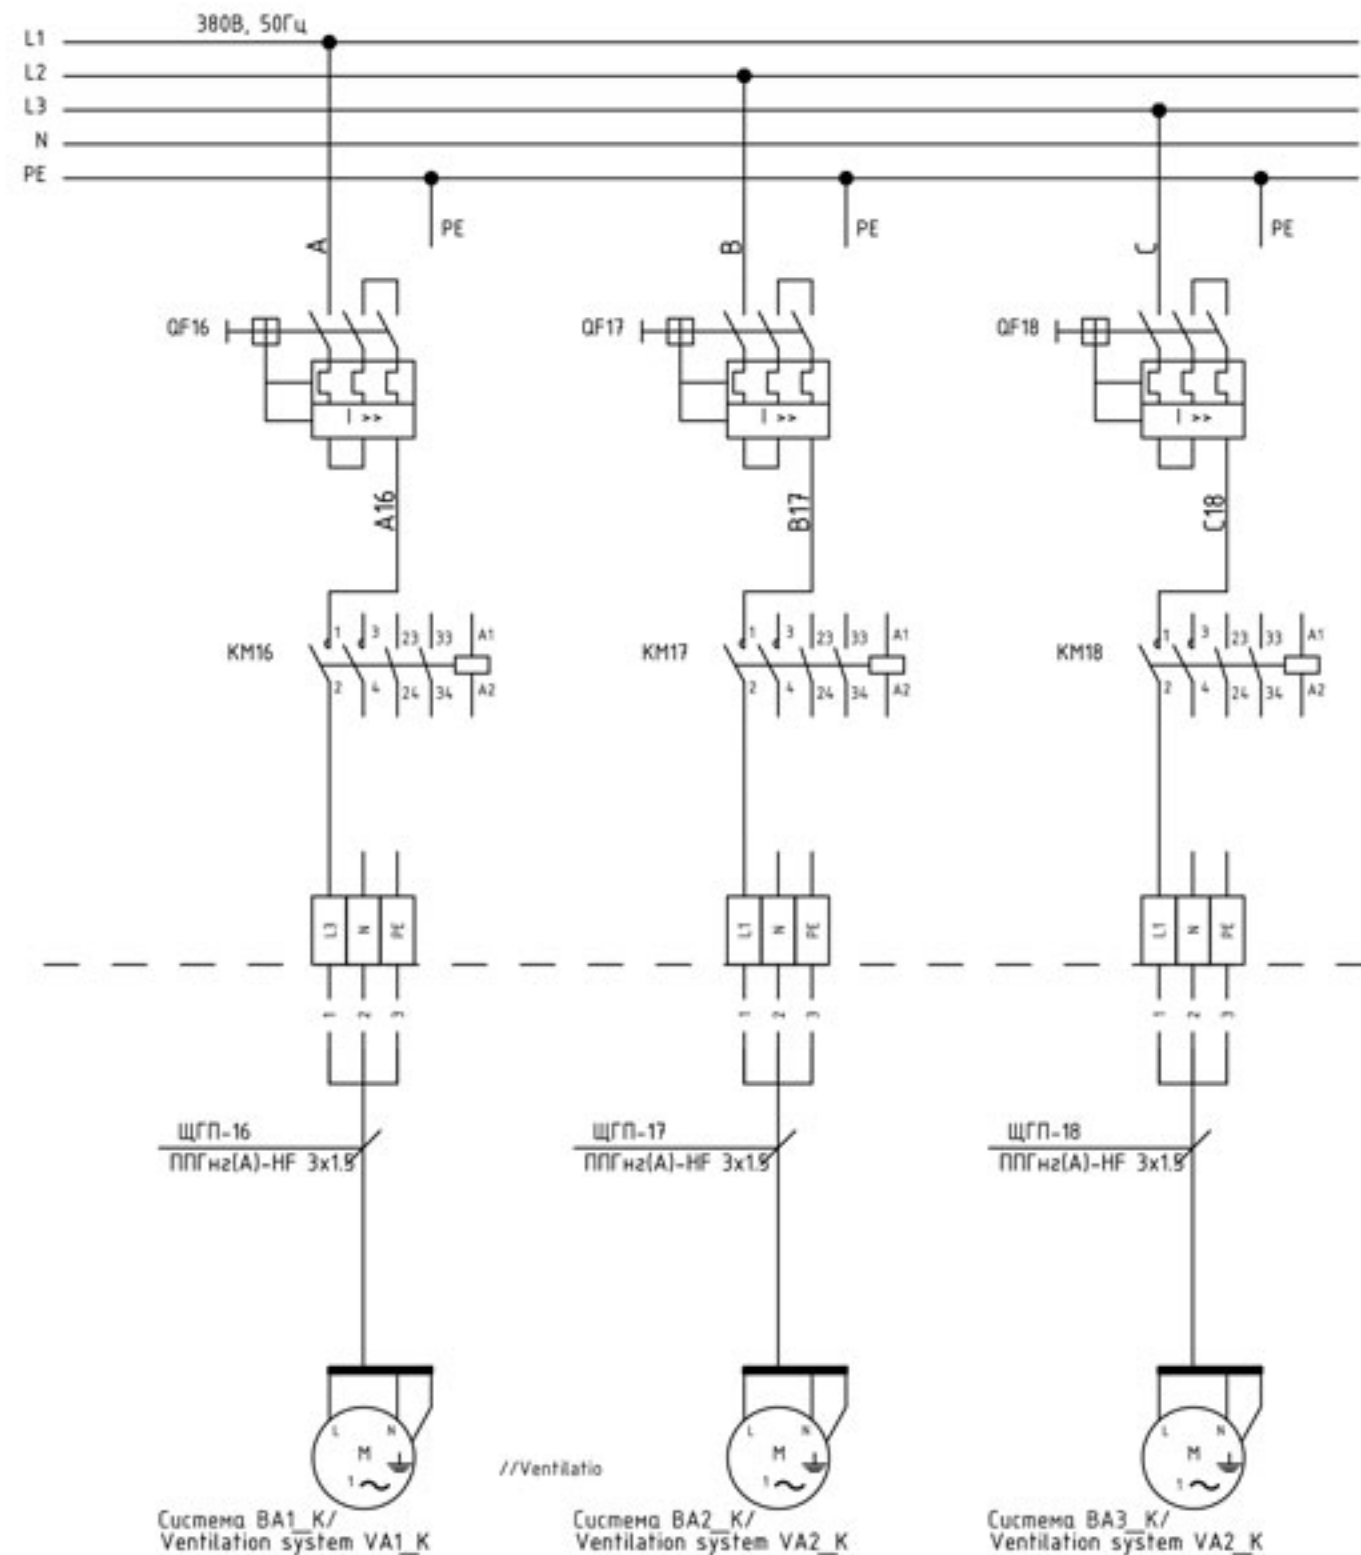 380В, 50Гц
L1
L2
L3
N
PE
PE
PE
PE
A
B
C
QF16
QF17
QF18
I >>
I >>
I >>
A16
B17
C18
KM16
1
3
23
33
A1
2
4
24
34
A2
KM17
1
3
23
33
A1
2
4
24
34
A2
KM18
1
3
23
33
A1
2
4
24
34
A2
L3
N
PE
L1
N
PE
L1
N
PE
1
2
3
1
2
3
1
2
3
ЩГП-16
ППГнг(А)-HF 3x1.5
ЩГП-17
ППГнг(А)-HF 3x1.5
ЩГП-18
ППГнг(А)-HF 3x1.5
L
N
M
1
L
N
M
1
L
N
M
1
//Ventilatio
Система ВА1_К/
Ventilation system VA1_K
Система ВА2_К/
Ventilation system VA2_K
Система ВА3_К/
Ventilation system VA2_K